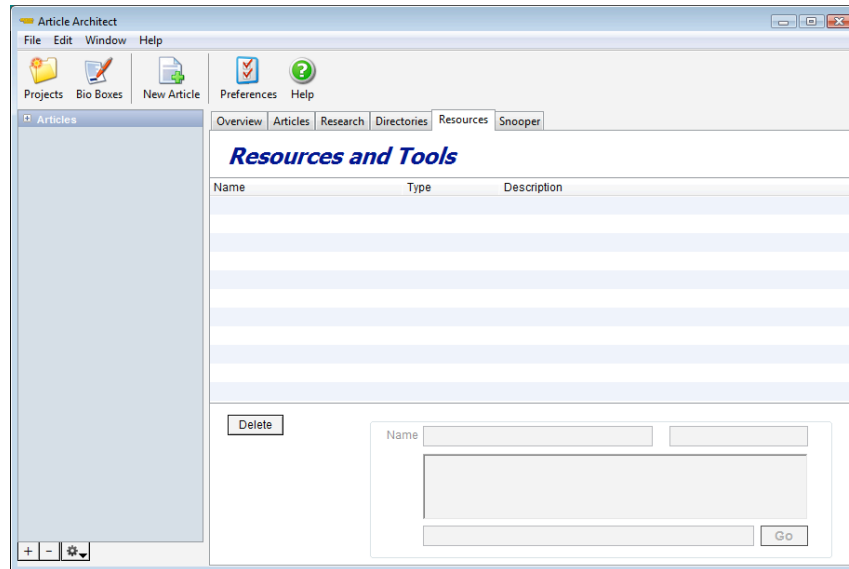 Article Architect
File Edit Window Help
Projects Bio Boxes New Article Preferences Help
Articles
Overview Articles Research Directories Resources Snooper
Resources and Tools
Name Type Description
Delete
Name
Go
+ -